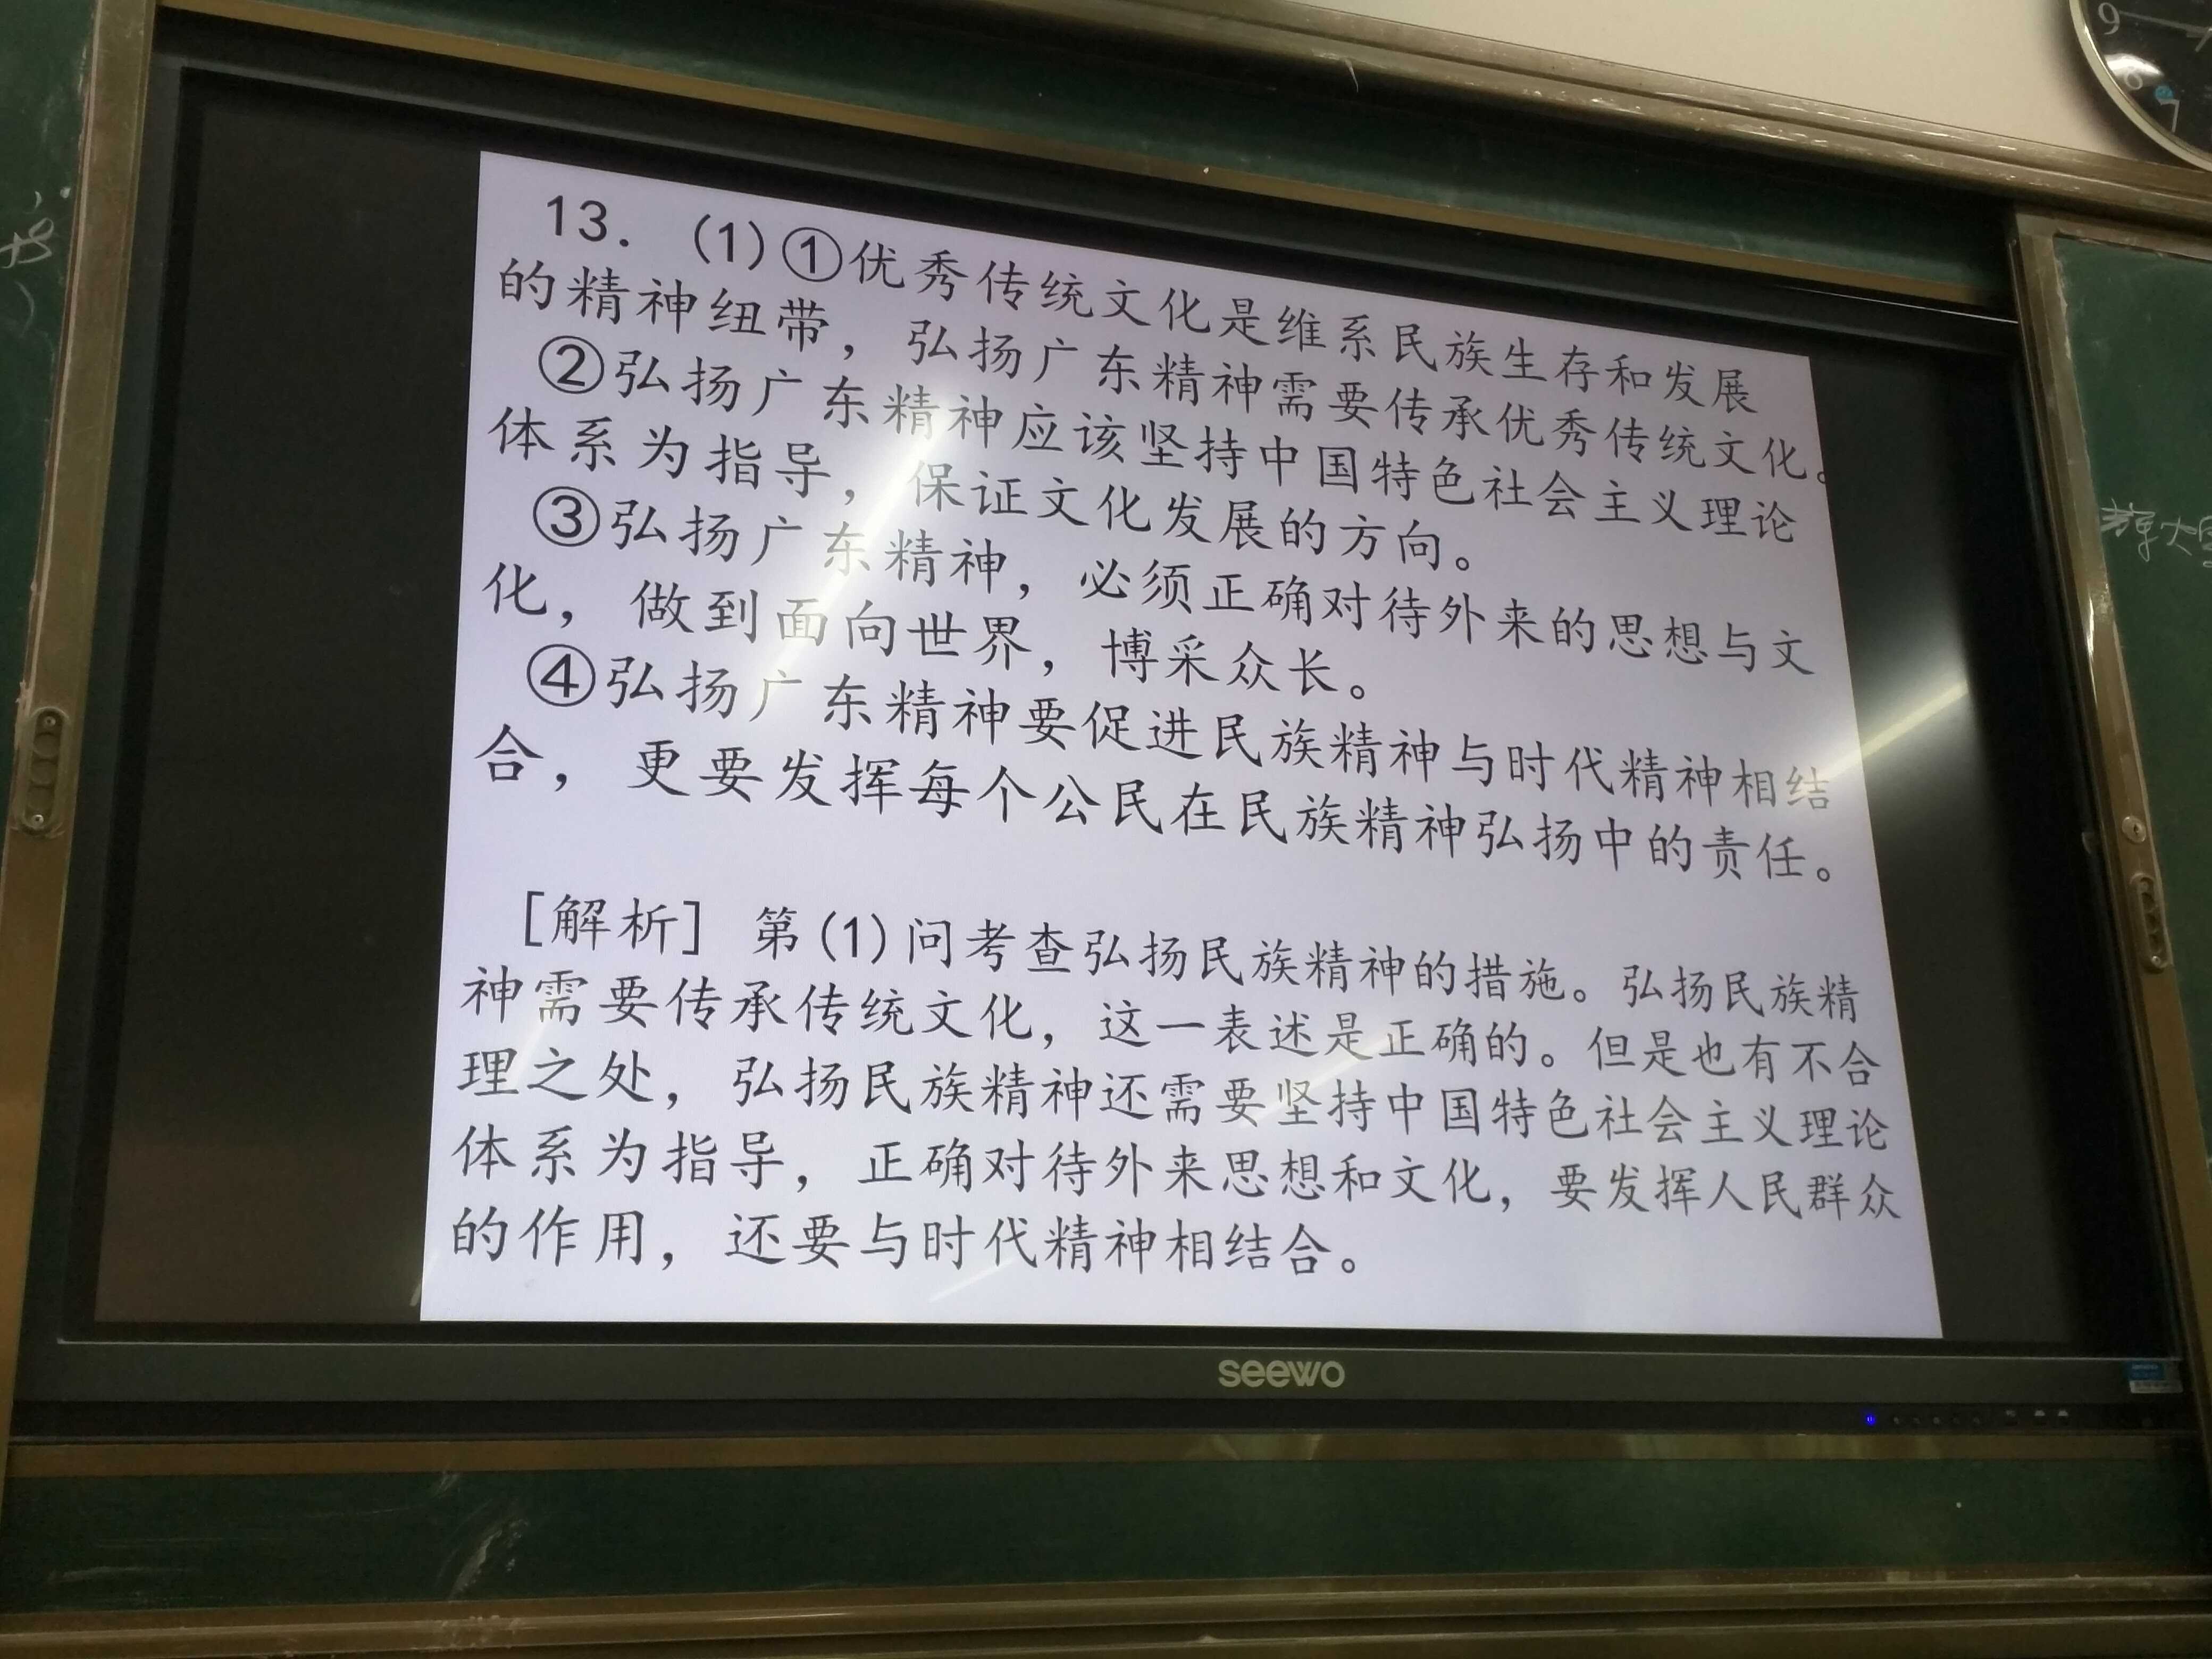 13. (1)①优秀传统文化是维系民族生存和发展
的精神纽带，弘扬广东精神需要传承优秀传统文化。
②弘扬广东精神应该坚持中国特色社会主义理论
体系为指导，保证文化发展的方向。
③弘扬广东精神，必须正确对待外来的思想与文
化，做到面向世界，博采众长。
④弘扬广东精神要促进民族精神与时代精神相结
合，更要发挥每个公民在民族精神弘扬中的责任。
[解析] 第(1)问考查弘扬民族精神的措施。弘扬民族精
神需要传承传统文化，这一表述是正确的。但是也有不合
理之处，弘扬民族精神还需要坚持中国特色社会主义理论
体系为指导，正确对待外来思想和文化，要发挥人民群众
的作用，还要与时代精神相结合。
seewo
9
8
7